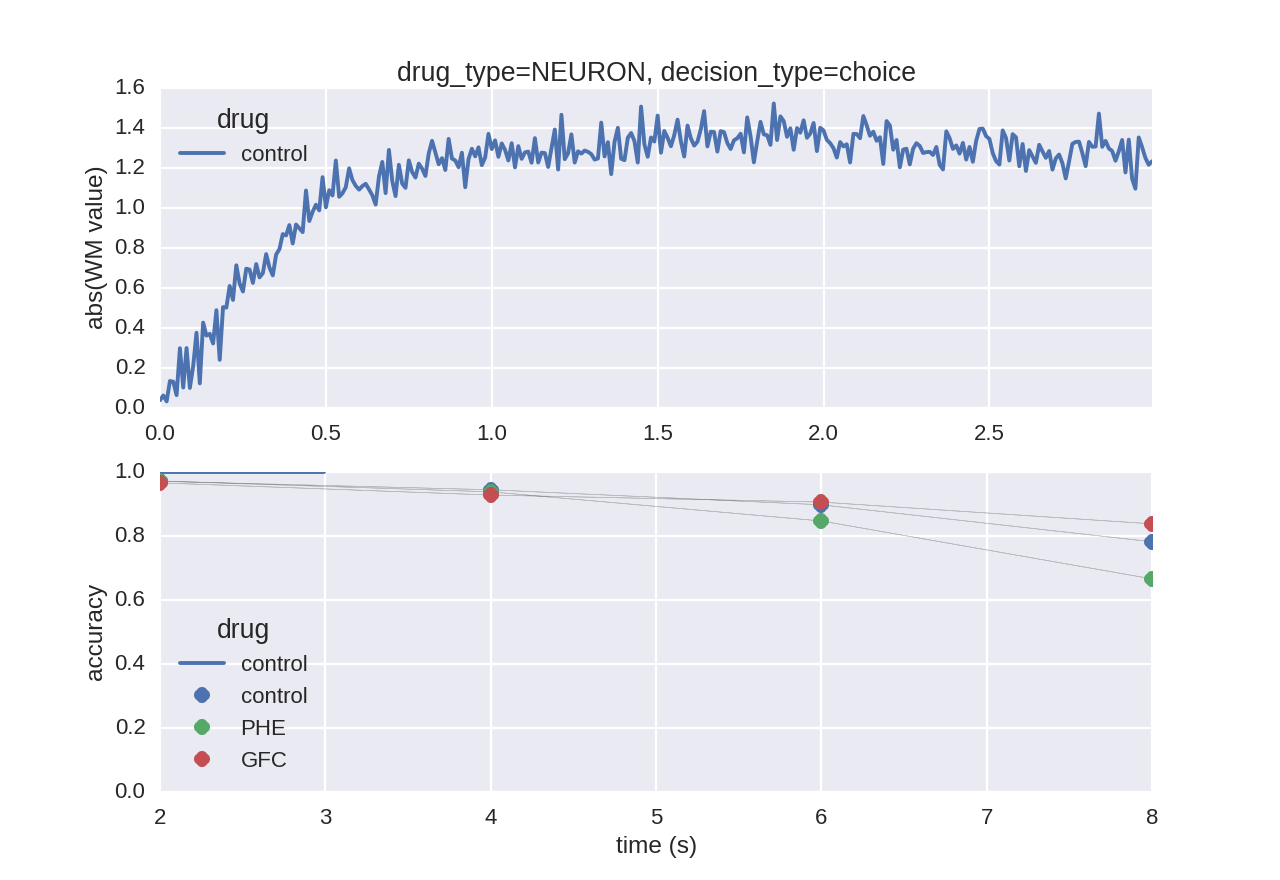 drug_type=NEURON, decision_type=choice
1.6
1.4
1.2
1.0
0.8
0.6
0.4
0.2
0.0
abs(WM value)
drug
control
0.0 0.5 1.0 1.5 2.0 2.5
1.0
0.8
0.6
0.4
0.2
0.0
accuracy
drug
control
control
PHE
GFC
2 3 4 5 6 7 8
time (s)